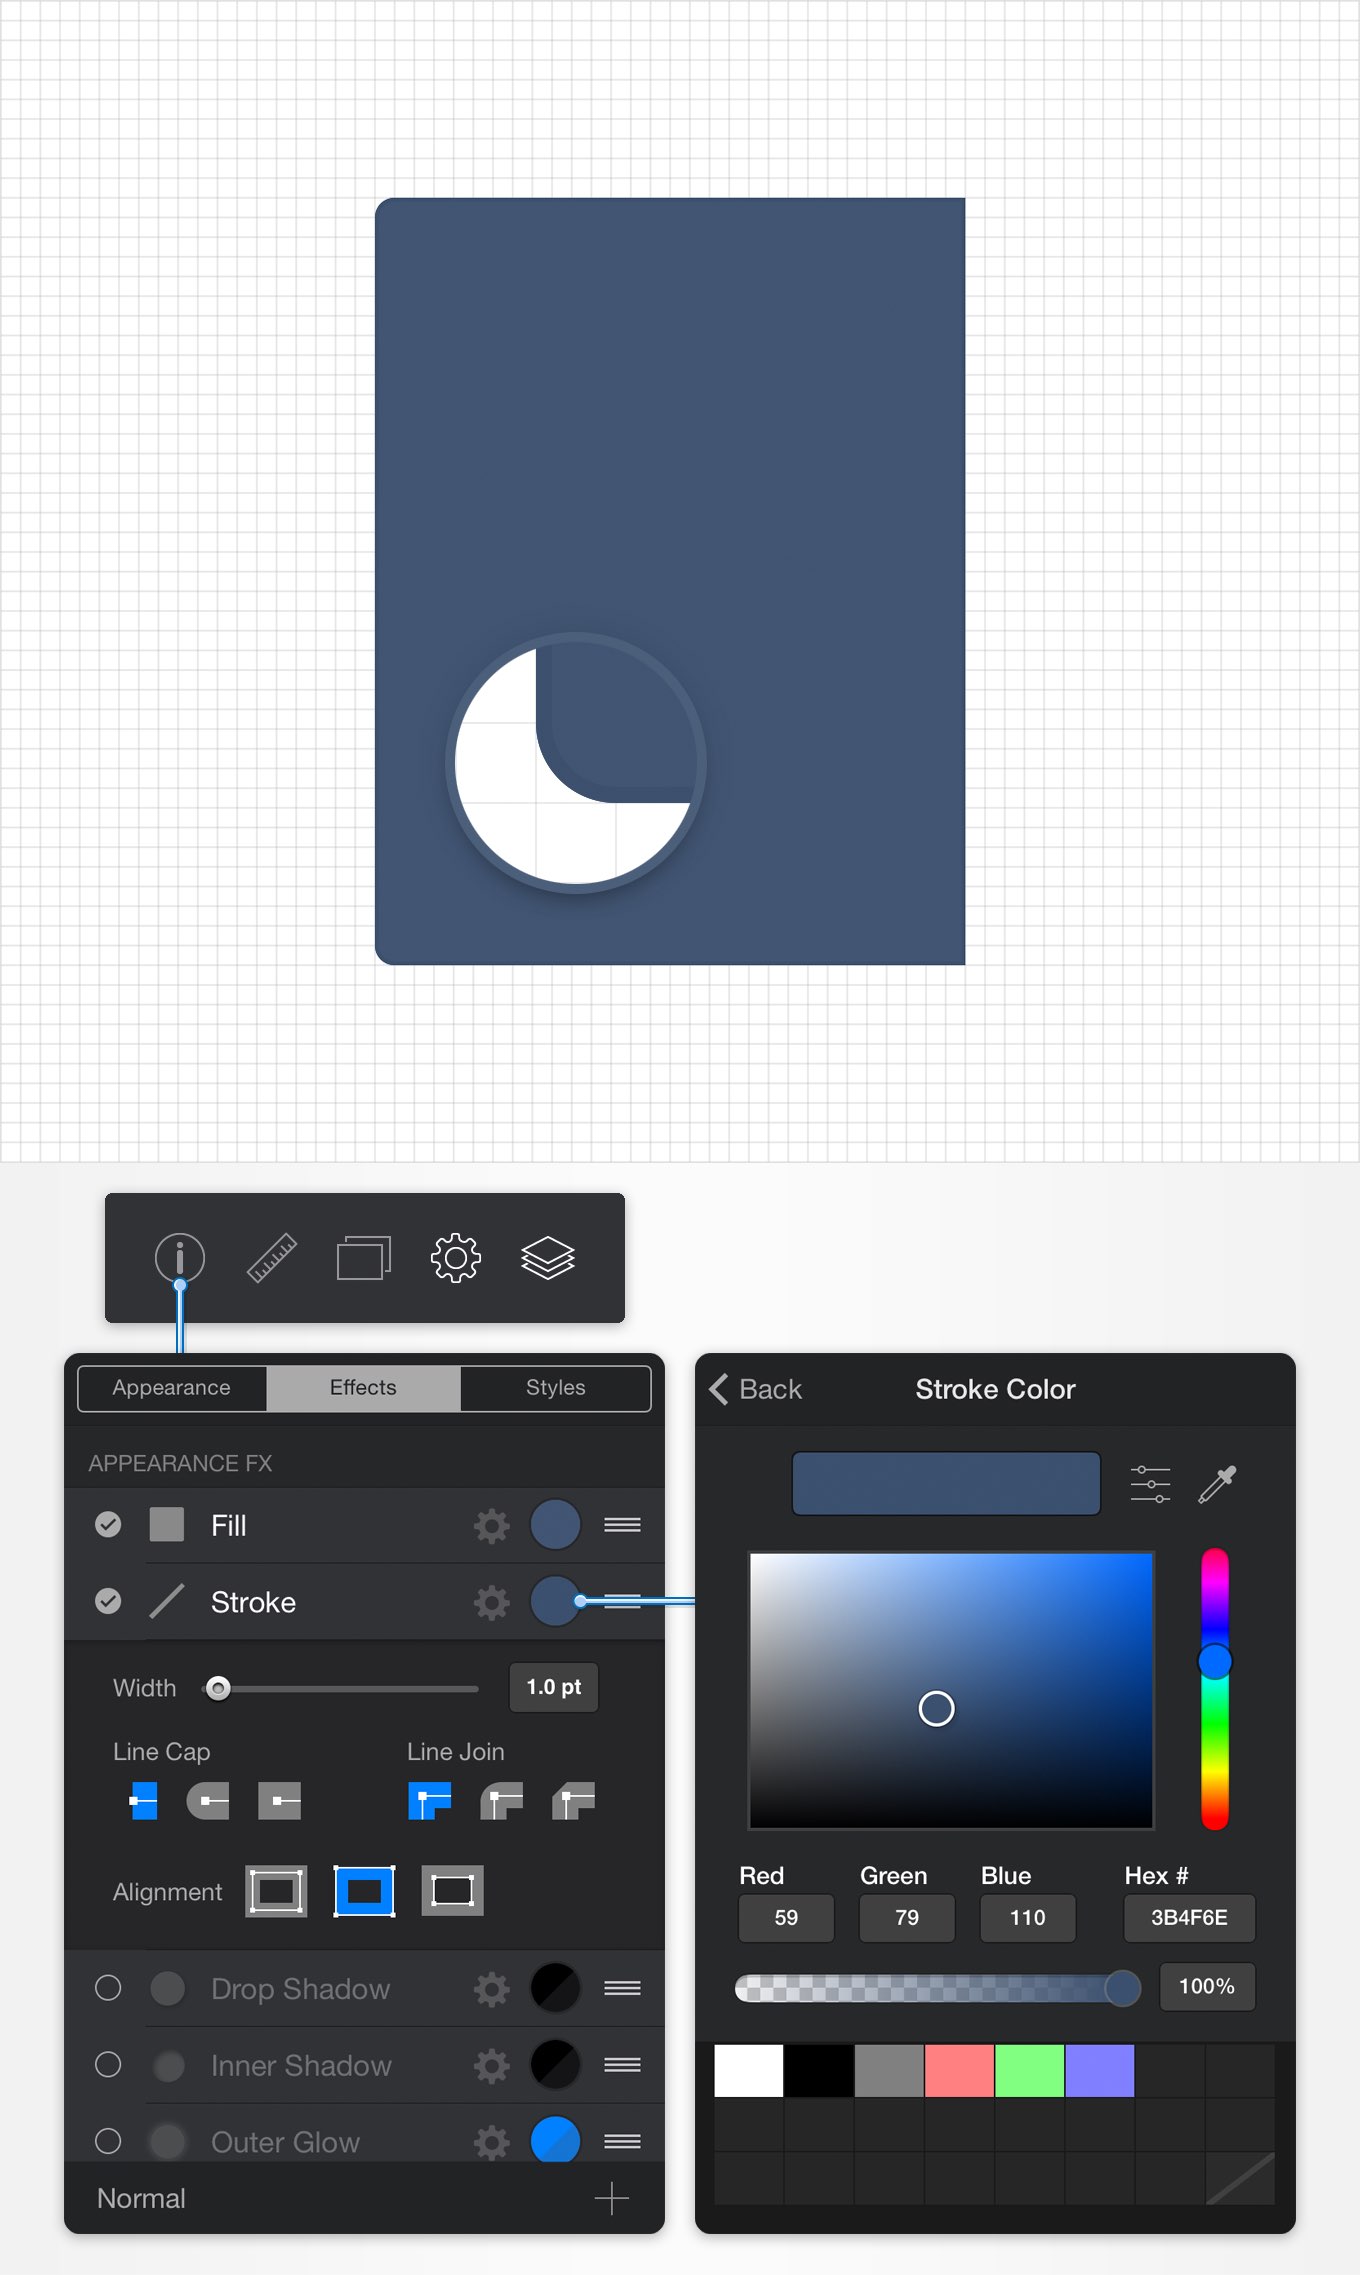 Appearance Effects Styles
APPEARANCE FX
Fill
Stroke
Width 1.0 pt
Line Cap Line Join
Alignment
Drop Shadow
Inner Shadow
Outer Glow
Normal
Back Stroke Color
Red Green Blue Hex #
59 79 110 3B4F6E
100%